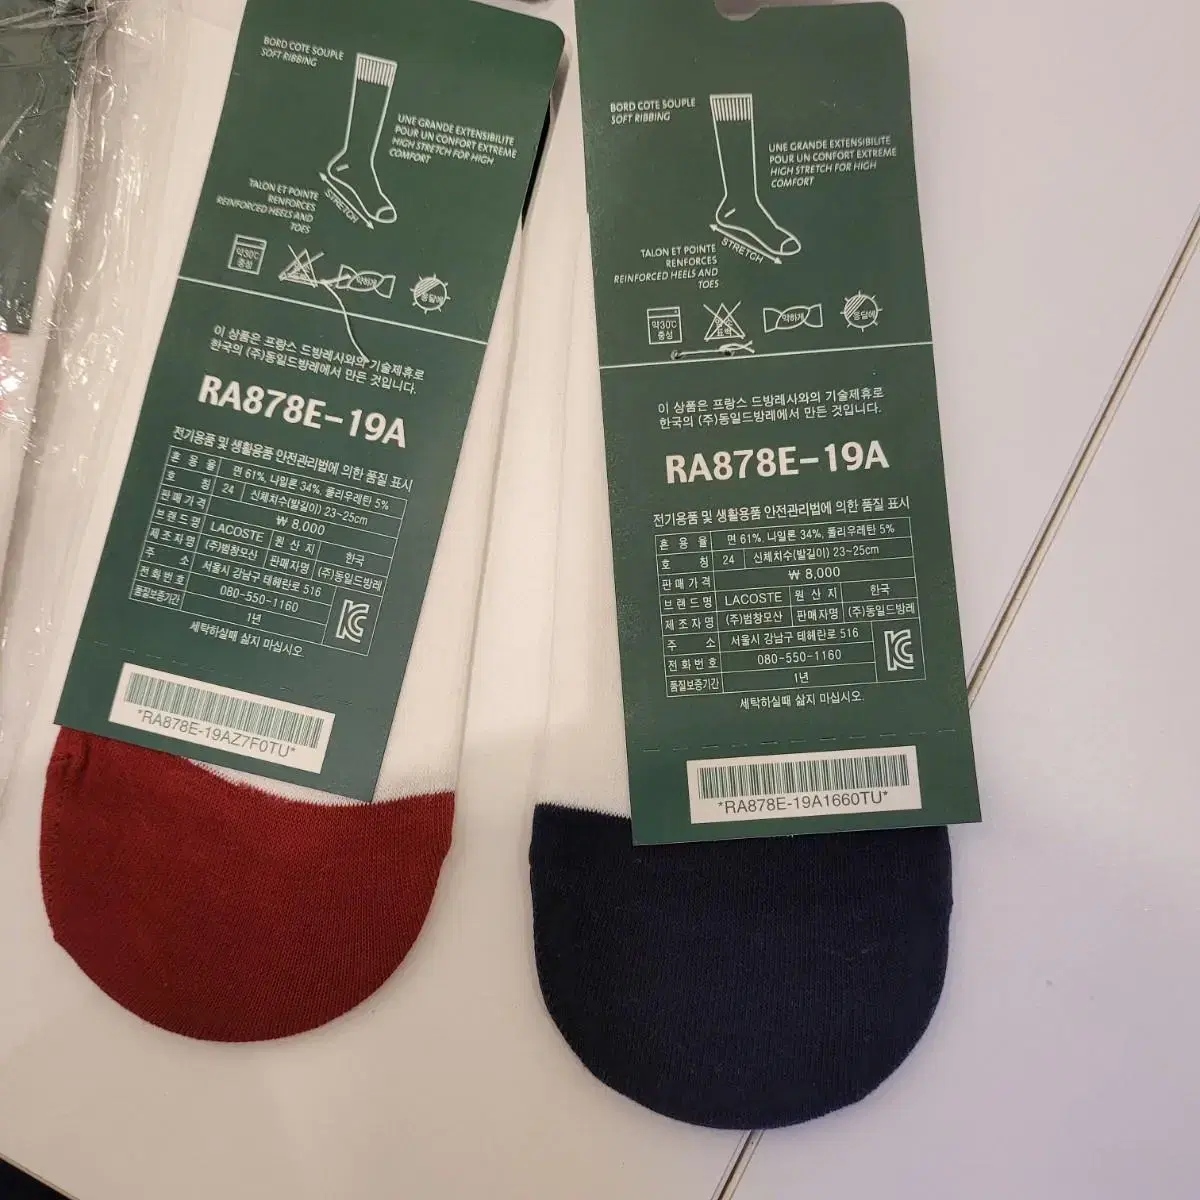 BORD COTE SOUPLE
SOFT RIBBING
UNE GRANDE EXTENSIBILITE
POUR UN CONFORT EXTREME
HIGH STRETCH FOR HIGH
COMFORT
TALON ET POINTE
RENFORCES
REINFORCED HEELS AND
TOES
STRETCH
약30℃
중성
약하게
옷걸에
이 상품은 프랑스 드방레사와의 기술제휴로
한국의 (주)동일드방레에서 만든 것입니다.
RA878E-19A
전기용품 및 생활용품 안전관리법에 의한 품질 표시
혼용율 면 61%, 나일론 34%, 폴리우레탄 5%
호칭 24 신체치수(발길이) 23~25cm
판매가격 ₩ 8,000
브랜드명 LACOSTE 원산지 한국
제조자명 (주)범창모산 판매자명 (주)동일드방레
주소 서울시 강남구 테헤란로 516
전화번호 080-550-1160
품질보증기간 1년
세탁하실때 삶지 마십시오.
*RA878E-19AZ7F0TU*
BORD COTE SOUPLE
SOFT RIBBING
UNE GRANDE EXTENSIBILITE
POUR UN CONFORT EXTREME
HIGH STRETCH FOR HIGH
COMFORT
TALON ET POINTE
RENFORCES
REINFORCED HEELS AND
TOES
STRETCH
약30℃
중성
염소
표백
약하게
옷걸에
이 상품은 프랑스 드방레사와의 기술제휴로
한국의 (주)동일드방레에서 만든 것입니다.
RA878E-19A
전기용품 및 생활용품 안전관리법에 의한 품질 표시
혼용율 면 61%, 나일론 34%, 폴리우레탄 5%
호칭 24 신체치수(발길이) 23~25cm
판매가격 ₩ 8,000
브랜드명 LACOSTE 원산지 한국
제조자명 (주)범창모산 판매자명 (주)동일드방레
주소 서울시 강남구 테헤란로 516
전화번호 080-550-1160
품질보증기간 1년
세탁하실때 삶지 마십시오.
*RA878E-19A1660TU*